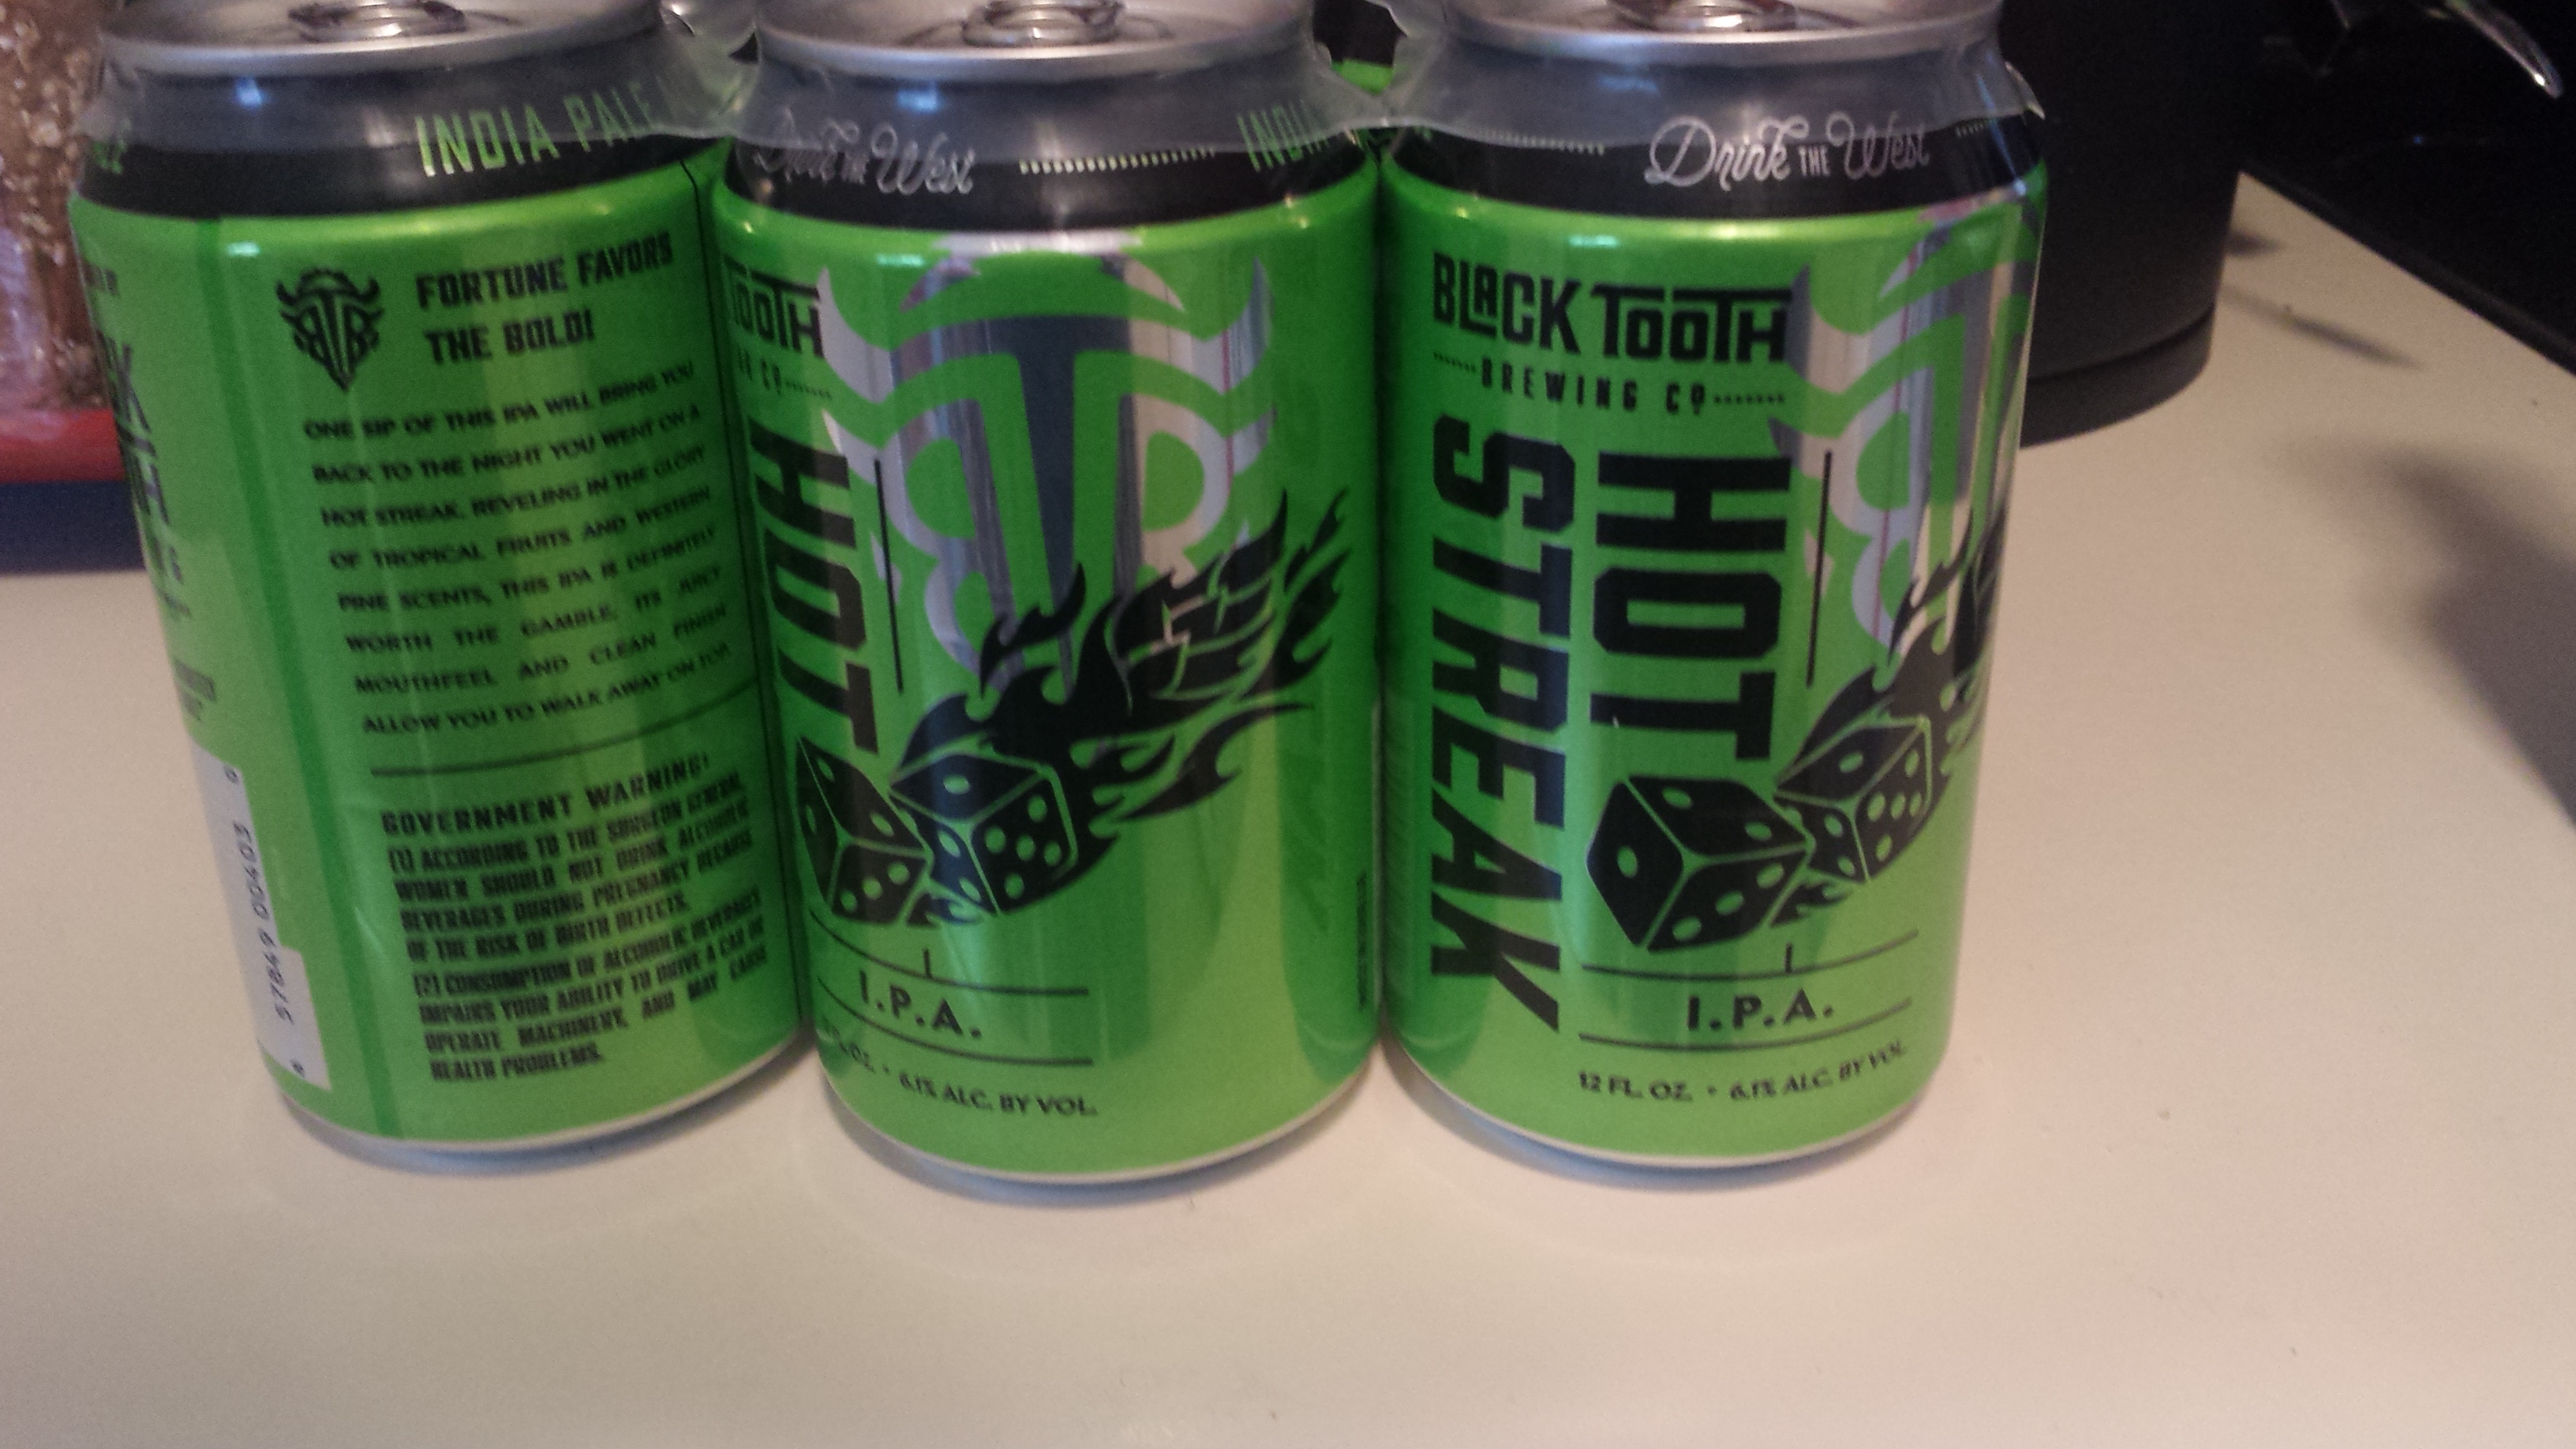 INDIA PALE
FORTUNE FAVORS
THE BOLD!
ONE SIP OF THIS IPA WILL BRING YOU
BACK TO THE NIGHT YOU WENT ON A
HOT STREAK. REVELING IN THE GLORY
OF TROPICAL FRUITS AND WESTERN
PINE SCENTS, THIS IPA IS DEFINITELY
WORTH THE GAMBLE. ITS JUICY
MOUTHFEEL AND CLEAN FINISH
ALLOW YOU TO WALK AWAY ON TOP.
GOVERNMENT WARNING:
(1) ACCORDING TO THE SURGEON GENERAL,
WOMEN SHOULD NOT DRINK ALCOHOLIC
BEVERAGES DURING PREGNANCY BECAUSE
OF THE RISK OF BIRTH DEFECTS.
(2) CONSUMPTION OF ALCOHOLIC BEVERAGES
IMPAIRS YOUR ABILITY TO DRIVE A CAR OR
OPERATE MACHINERY, AND MAY CAUSE
HEALTH PROBLEMS.
57849 00403
Drink THE West
INDIA
TOOTH
CO
HOT
I.P.A.
OZ. • 6.1% ALC. BY VOL.
Drink THE West
BLACK TOOTH
BREWING CO
HOT
STREAK
I.P.A.
12 FL. OZ. • 6.1% ALC. BY VOL.